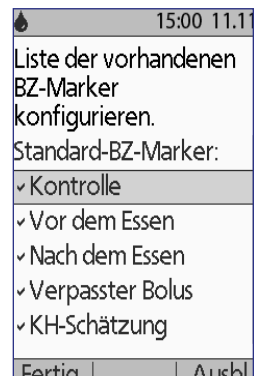 15:00 11.11
Liste der vorhandenen
BZ-Marker
konfigurieren.
Standard-BZ-Marker:
Kontrolle
Vor dem Essen
Nach dem Essen
Verpasster Bolus
KH-Schätzung
Fertig Ausbl